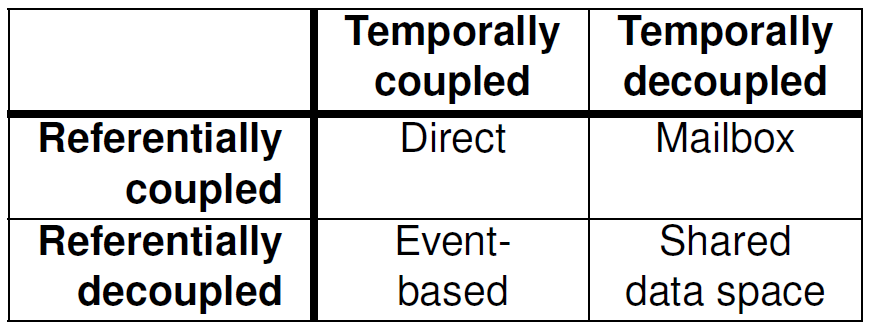 Temporally Temporally
coupled decoupled
Referentially Direct Mailbox
coupled
Referentially Event- Shared
decoupled based data space